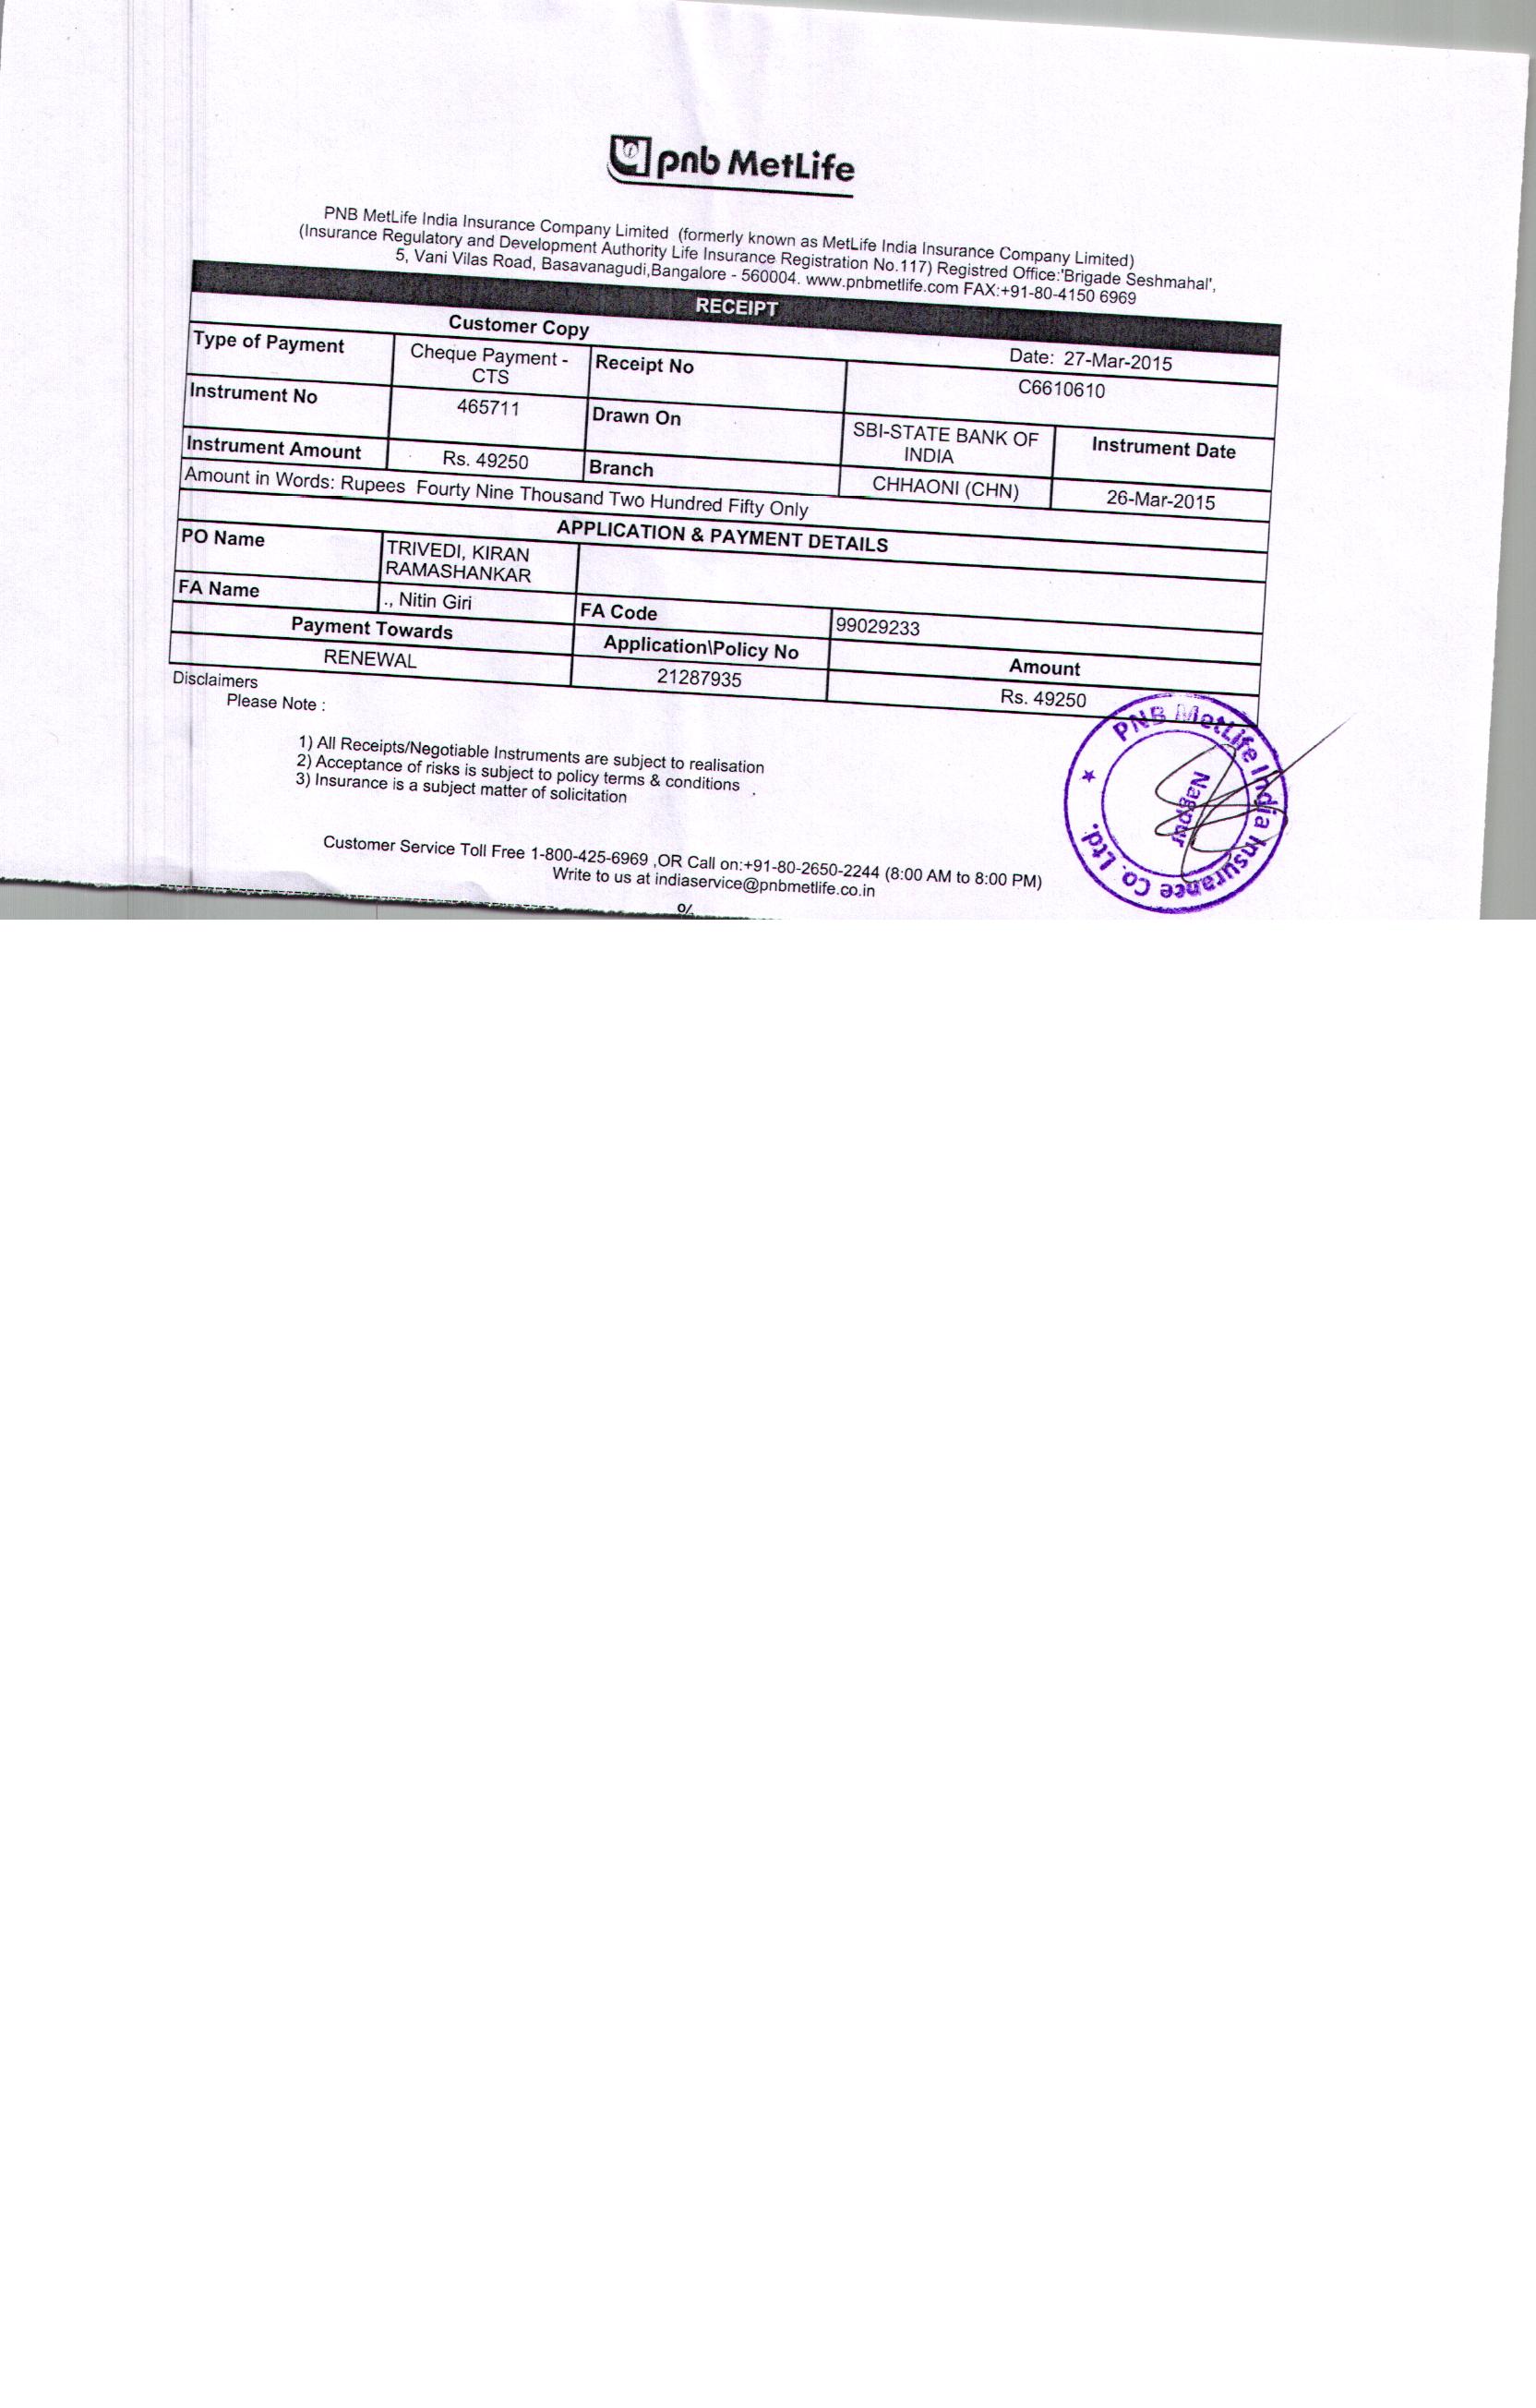 pnb MetLife
PNB MetLife India Insurance Company Limited (formerly known as MetLife India Insurance Company Limited)
(Insurance Regulatory and Development Authority Life Insurance Registration No.117) Registred Office:'Brigade Seshmahal',
5, Vani Vilas Road, Basavanagudi,Bangalore - 560004. www.pnbmetlife.com FAX:+91-80-4150 6969
RECEIPT
Customer Copy Date: 27-Mar-2015
Type of Payment Cheque Payment - CTS Receipt No C6610610
Instrument No 465711 Drawn On SBI-STATE BANK OF INDIA Instrument Date
Instrument Amount Rs. 49250 Branch CHHAONI (CHN) 26-Mar-2015
Amount in Words: Rupees Fourty Nine Thousand Two Hundred Fifty Only
APPLICATION & PAYMENT DETAILS
PO Name TRIVEDI, KIRAN RAMASHANKAR
FA Name ., Nitin Giri FA Code 99029233
Payment Towards Application\Policy No Amount
RENEWAL 21287935 Rs. 49250
Disclaimers
Please Note :
1) All Receipts/Negotiable Instruments are subject to realisation
2) Acceptance of risks is subject to policy terms & conditions
3) Insurance is a subject matter of solicitation
PNB MetLife India Insurance Co. Ltd.
Nagpur
Customer Service Toll Free 1-800-425-6969 ,OR Call on:+91-80-2650-2244 (8:00 AM to 8:00 PM)
Write to us at indiaservice@pnbmetlife.co.in